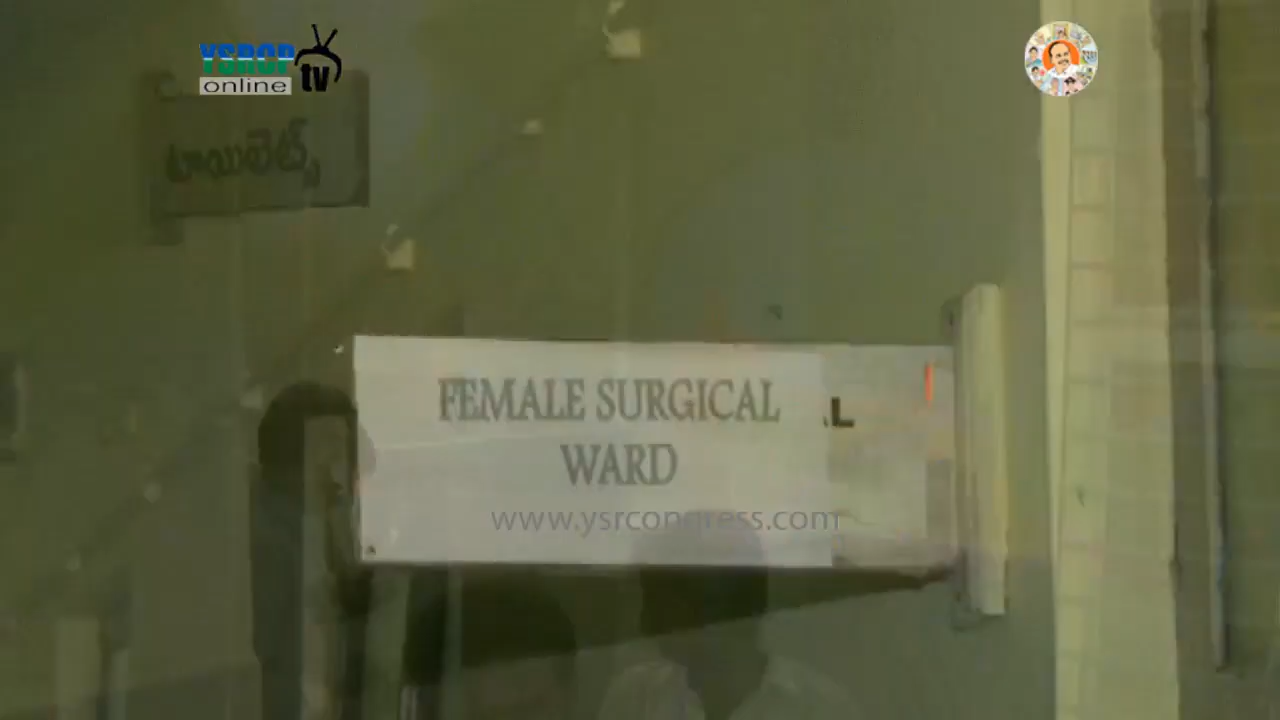 YSRCP
online tv
టాయిలెట్స్
FEMALE SURGICAL
WARD
L
www.ysrcongress.com